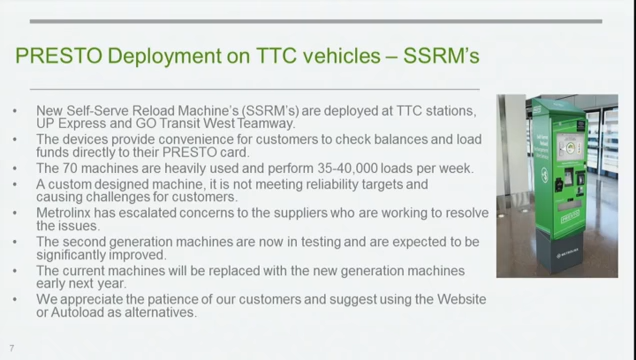 PRESTO Deployment on TTC vehicles – SSRM's
• New Self-Serve Reload Machine's (SSRM's) are deployed at TTC stations,
UP Express and GO Transit West Teamway.
• The devices provide convenience for customers to check balances and load
funds directly to their PRESTO card.
• The 70 machines are heavily used and perform 35-40,000 loads per week.
• A custom designed machine, it is not meeting reliability targets and
causing challenges for customers.
• Metrolinx has escalated concerns to the suppliers who are working to resolve
the issues.
• The second generation machines are now in testing and are expected to be
significantly improved.
• The current machines will be replaced with the new generation machines
early next year.
• We appreciate the patience of our customers and suggest using the Website
or Autoload as alternatives.
PRESTO
METROLINX
7